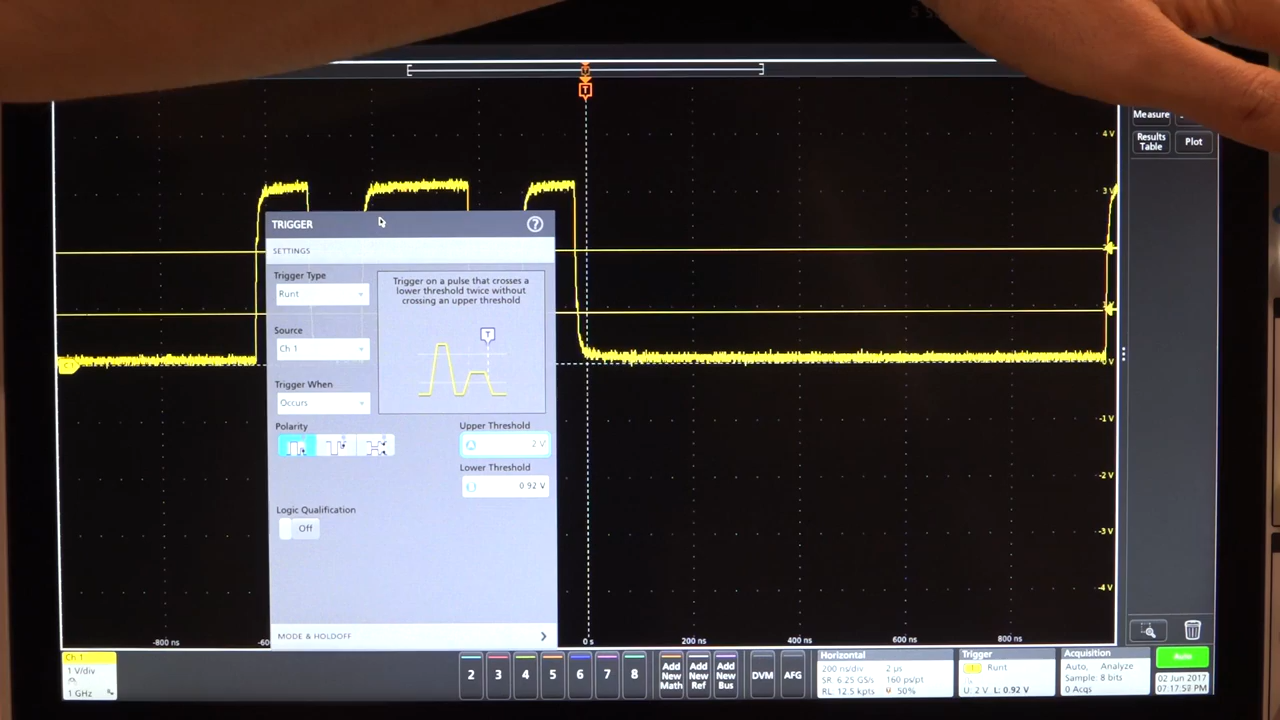 T
T
Measure
Results
Table
Plot
4 V
3 V
0 V
-1 V
-2 V
-3 V
-4 V
TRIGGER
?
SETTINGS
Trigger Type
Runt
Trigger on a pulse that crosses a
lower threshold twice without
crossing an upper threshold
T
Source
Ch 1
Trigger When
Occurs
Polarity
Upper Threshold
2 V
Lower Threshold
0.92 V
Logic Qualification
Off
MODE & HOLDOFF
-800 ns
0 s
200 ns
400 ns
600 ns
800 ns
Ch 1
1 V/div
1 GHz
2
3
4
5
6
7
8
Add
New
Math
Add
New
Ref
Add
New
Bus
DVM
AFG
Horizontal
200 ns/div 2 µs
SR: 6.25 GS/s 160 ps/pt
RL: 12.5 kpts 50%
Trigger
Runt
U: 2 V L: 0.92 V
Acquisition
Auto, Analyze
Sample: 8 bits
0 Acqs
Auto
02 Jun 2017